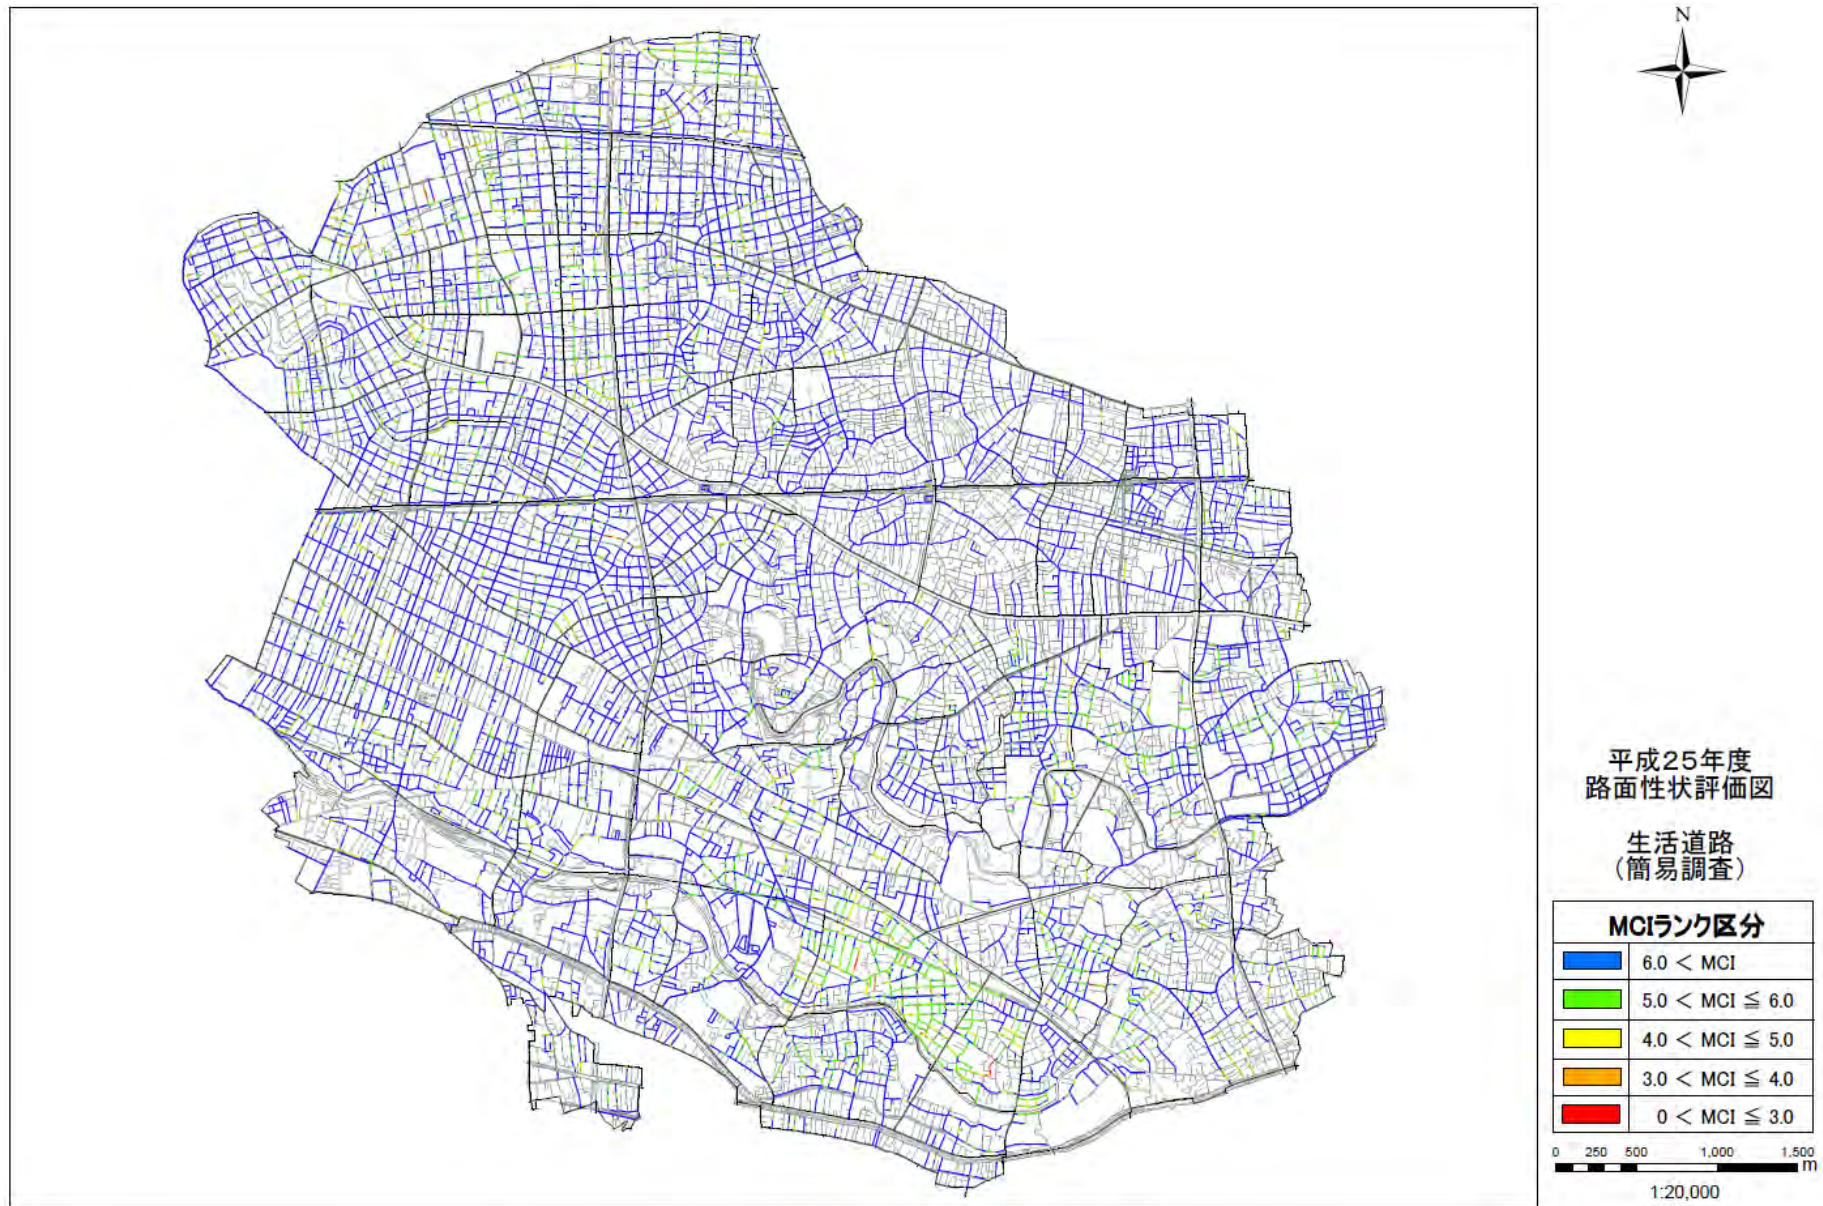 N
平成25年度
路面性状評価図
生活道路
（簡易調査）
MCIランク区分
6.0 < MCI
5.0 < MCI ≦ 6.0
4.0 < MCI ≦ 5.0
3.0 < MCI ≦ 4.0
0 < MCI ≦ 3.0
0 250 500 1,000 1,500
m
1:20,000